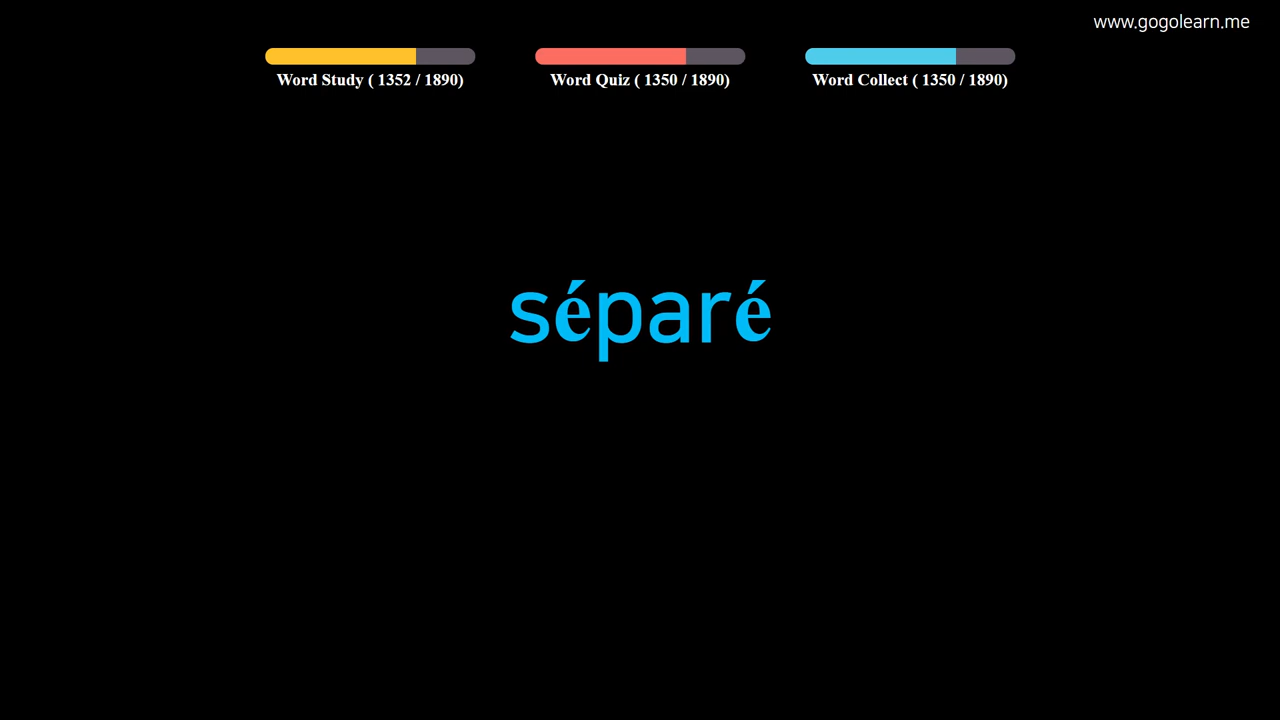 www.gogolearn.me
Word Study ( 1352 / 1890)
Word Quiz ( 1350 / 1890)
Word Collect ( 1350 / 1890)
séparé